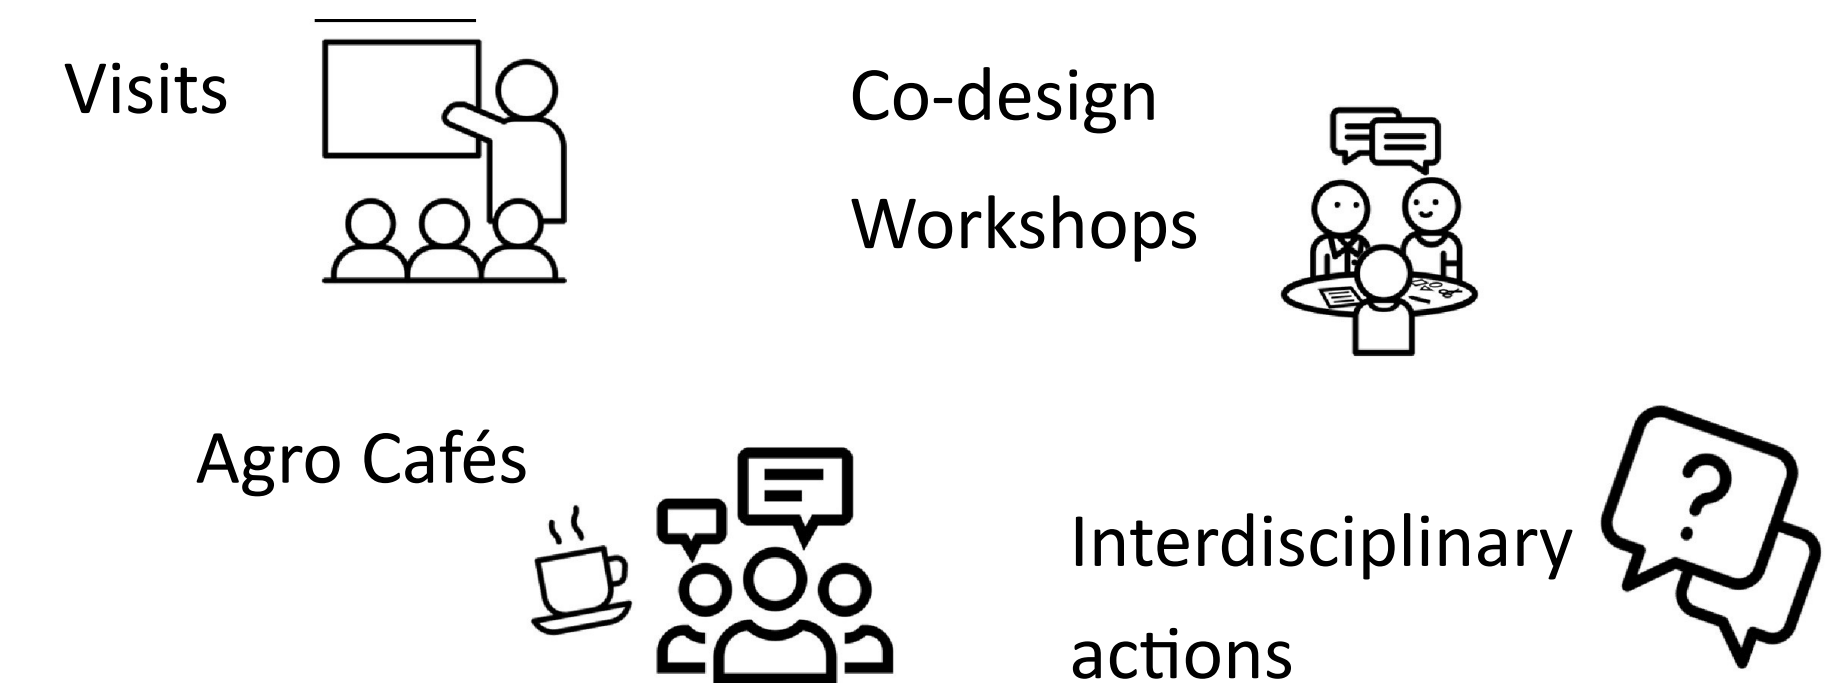 Visits
Co-design
Workshops
Agro Cafés
Interdisciplinary
actions
?